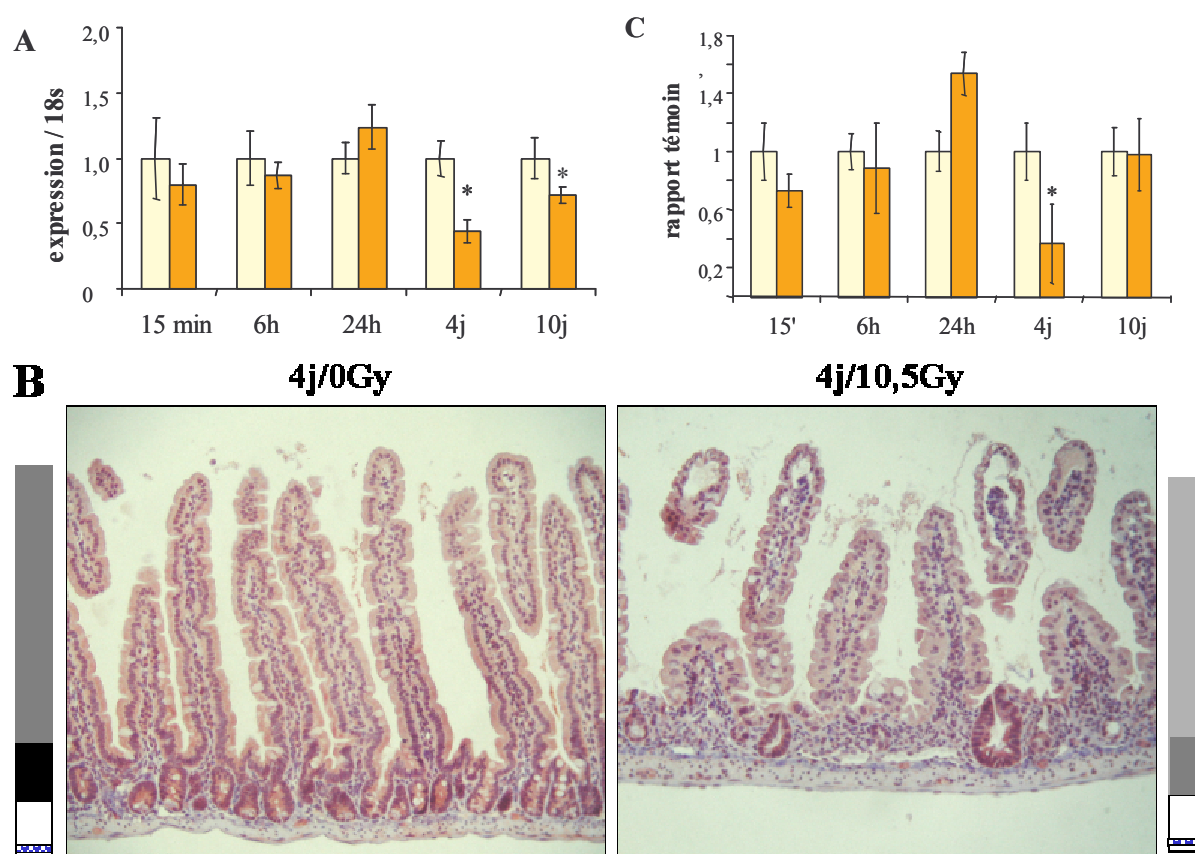 A
expression / 18s
2,0
1,5
1,0
0,5
0
* *
15 min 6h 24h 4j 10j
C
rapport témoin
1,8
,
1,4
1
0,6
0,2
*
15' 6h 24h 4j 10j
B
4j/0Gy
4j/10,5Gy